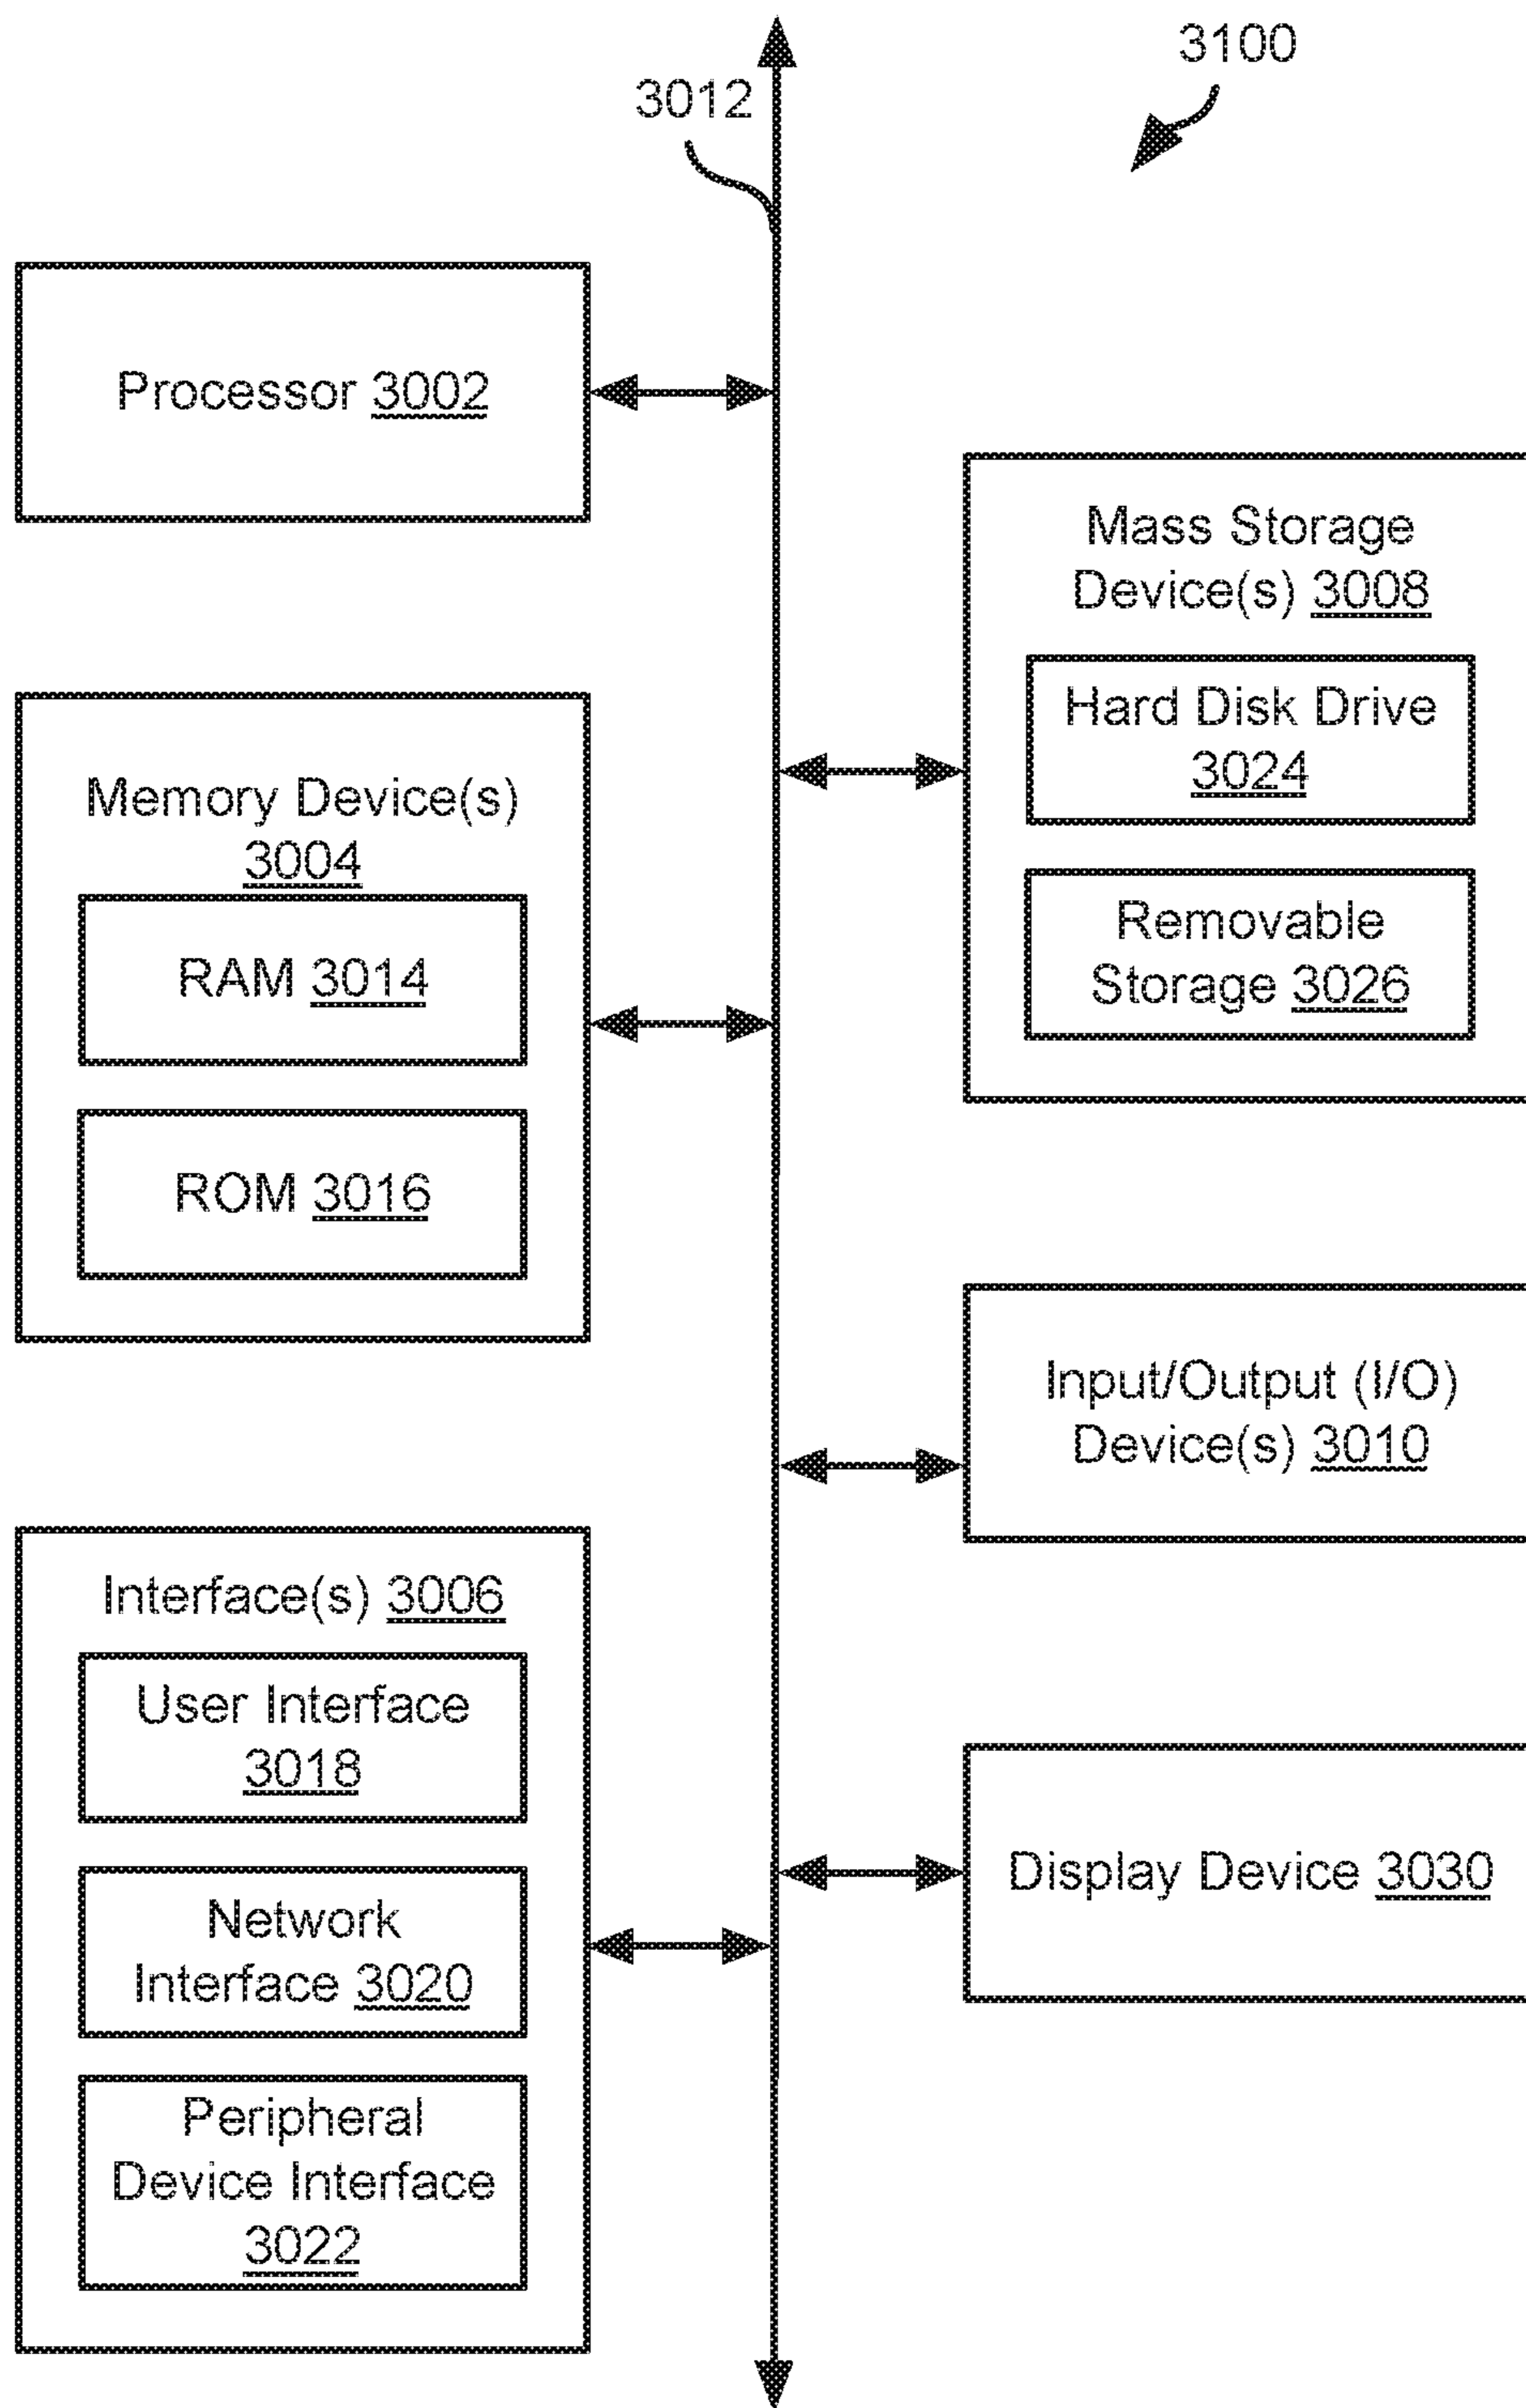 3100
3012
Processor 3002
Mass Storage
Device(s) 3008
Hard Disk Drive
3024
Removable
Storage 3026
Memory Device(s)
3004
RAM 3014
ROM 3016
Input/Output (I/O)
Device(s) 3010
Interface(s) 3006
User Interface
3018
Network
Interface 3020
Peripheral
Device Interface
3022
Display Device 3030